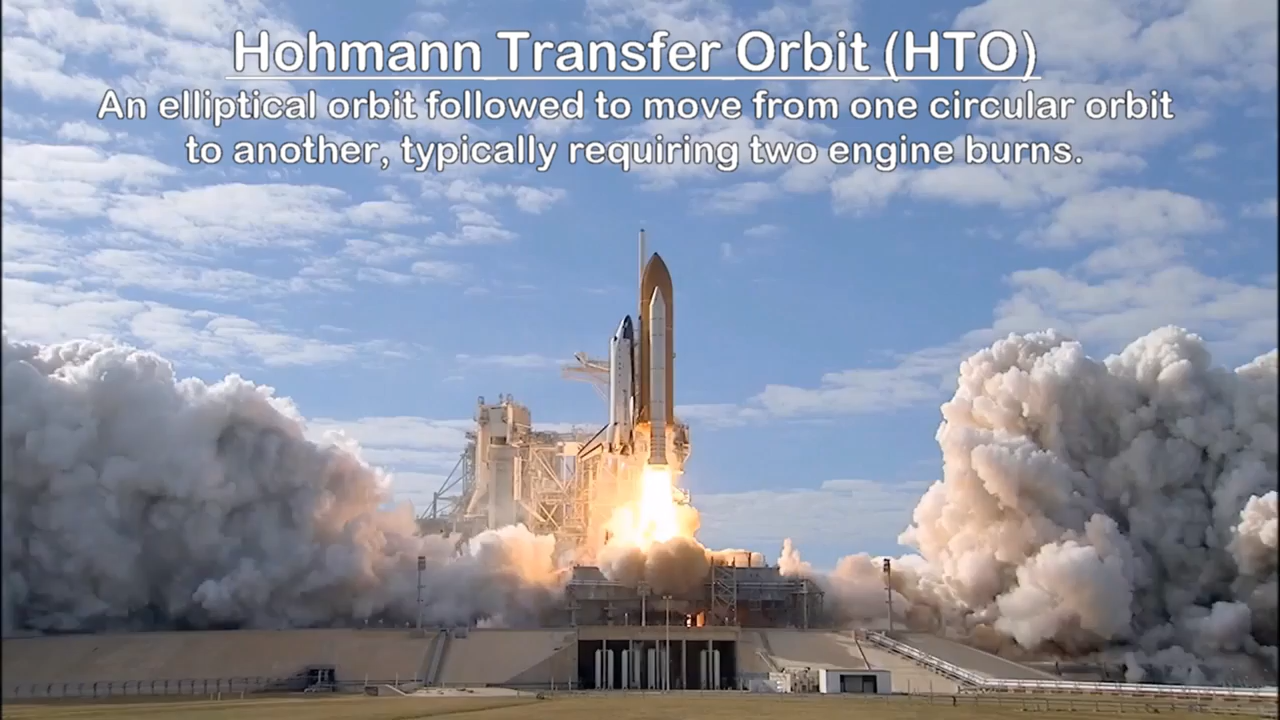 Hohmann Transfer Orbit (HTO)
An elliptical orbit followed to move from one circular orbit
to another, typically requiring two engine burns.